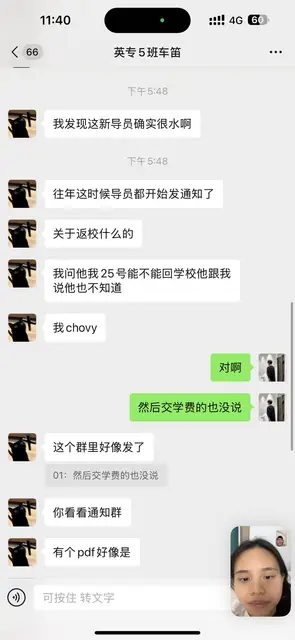 11:40
4G
60
66
英专5班车笛
下午5:48
我发现这新导员确实很水啊
下午5:48
往年这时候导员都开始发通知了
关于返校什么的
我问他我25号能不能回学校他跟我
说他也不知道
我chovy
对啊
然后交学费的也没说
这个群里好像发了
01：然后交学费的也没说
你看看通知群
有个pdf好像是
可按住 转文字